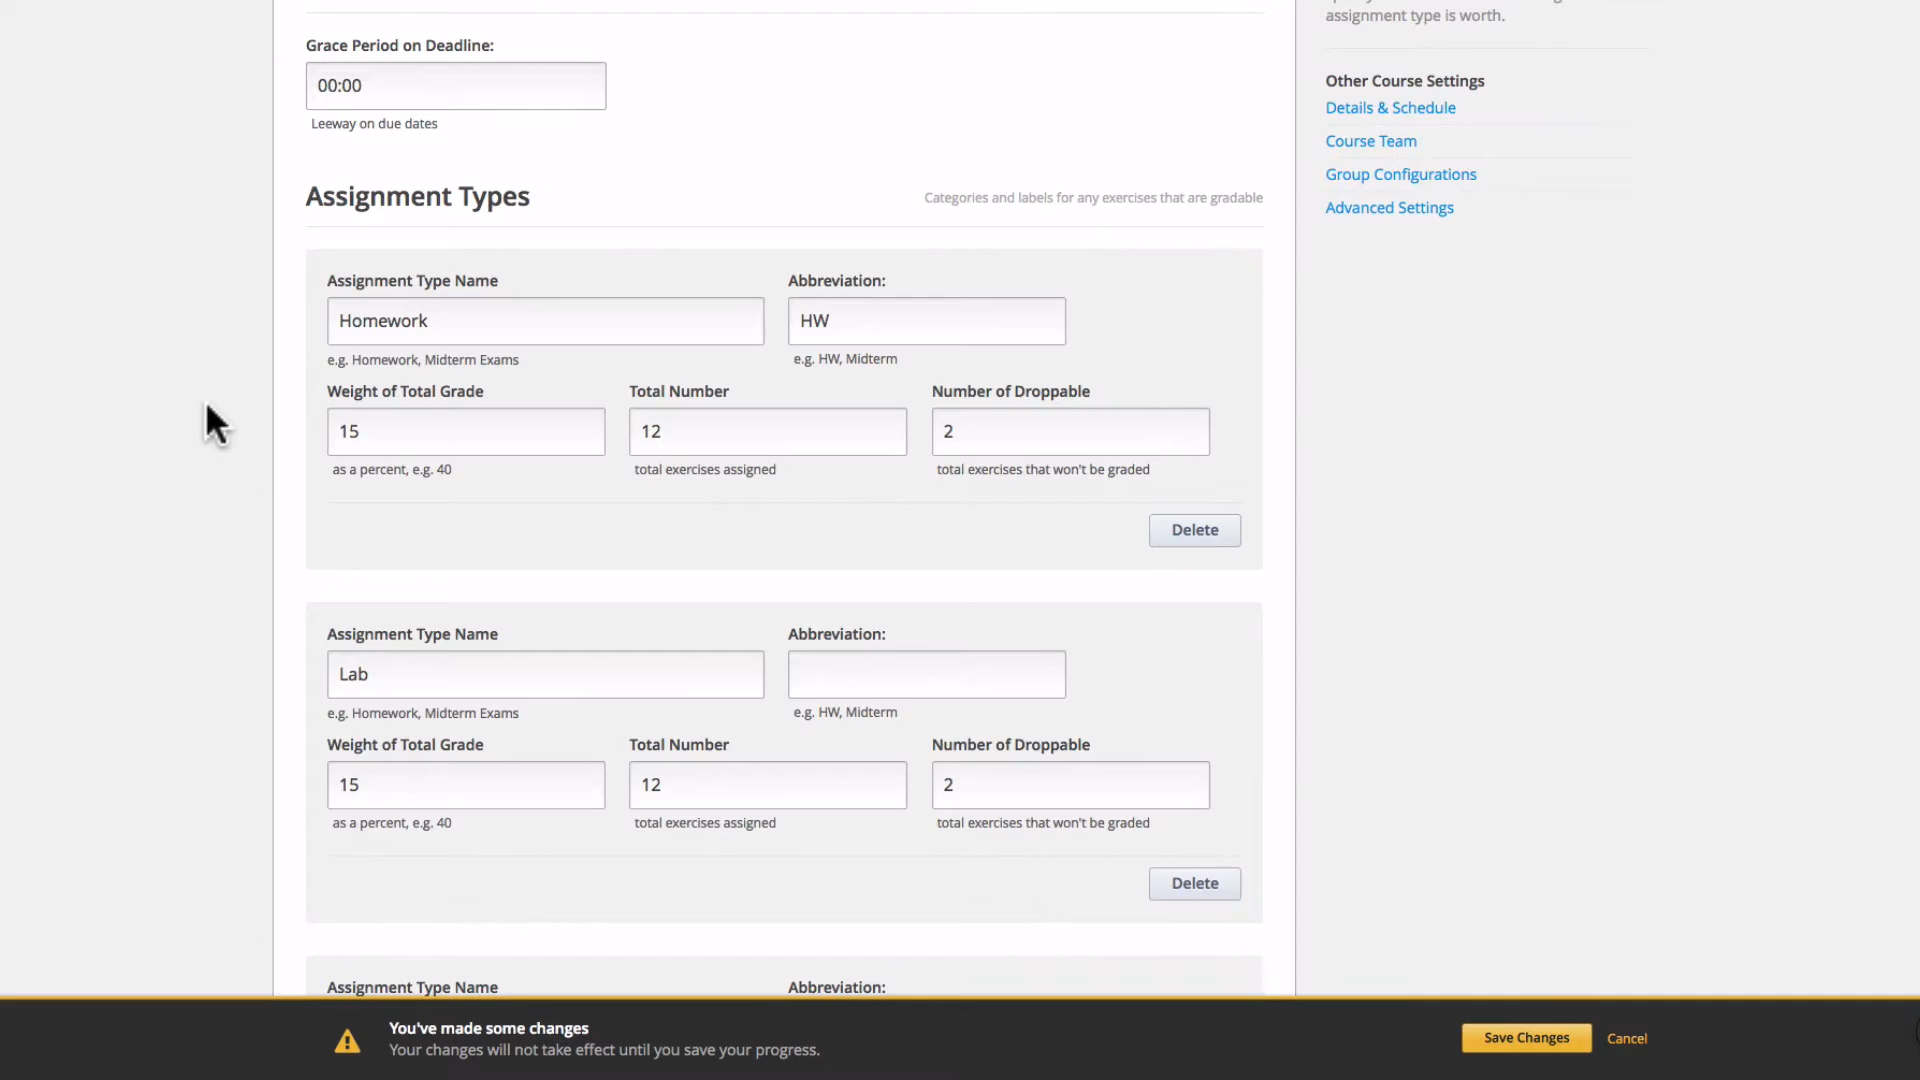 assignment type is worth.
Grace Period on Deadline:
00:00
Leeway on due dates
Other Course Settings
Details & Schedule
Course Team
Group Configurations
Advanced Settings
Assignment Types
Categories and labels for any exercises that are gradable
Assignment Type Name
Abbreviation:
Homework
HW
e.g. Homework, Midterm Exams
e.g. HW, Midterm
Weight of Total Grade
Total Number
Number of Droppable
15
12
2
as a percent, e.g. 40
total exercises assigned
total exercises that won't be graded
Delete
Assignment Type Name
Abbreviation:
Lab
e.g. Homework, Midterm Exams
e.g. HW, Midterm
Weight of Total Grade
Total Number
Number of Droppable
15
12
2
as a percent, e.g. 40
total exercises assigned
total exercises that won't be graded
Delete
Assignment Type Name
Abbreviation:
You've made some changes
Your changes will not take effect until you save your progress.
Save Changes
Cancel